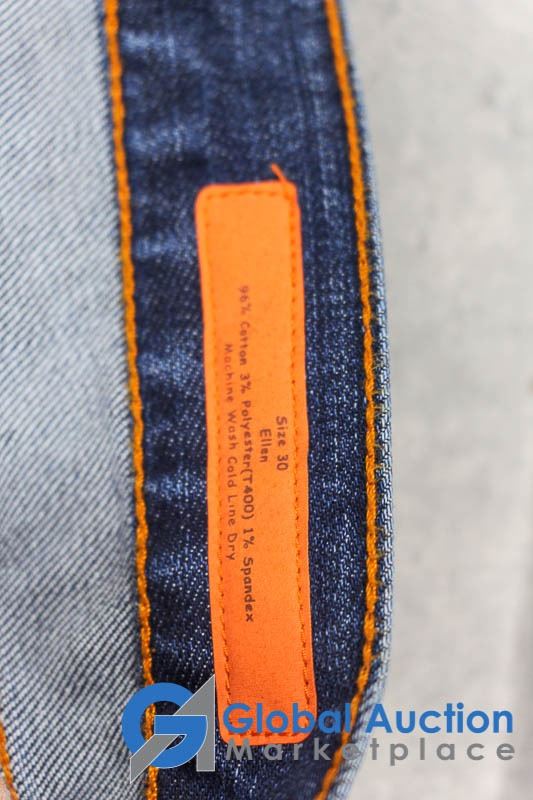 Size 30
Ellen
96% Cotton 3% Polyester(T400) 1% Spandex
Machine Wash Cold Line Dry
Global Auction
Marketplace